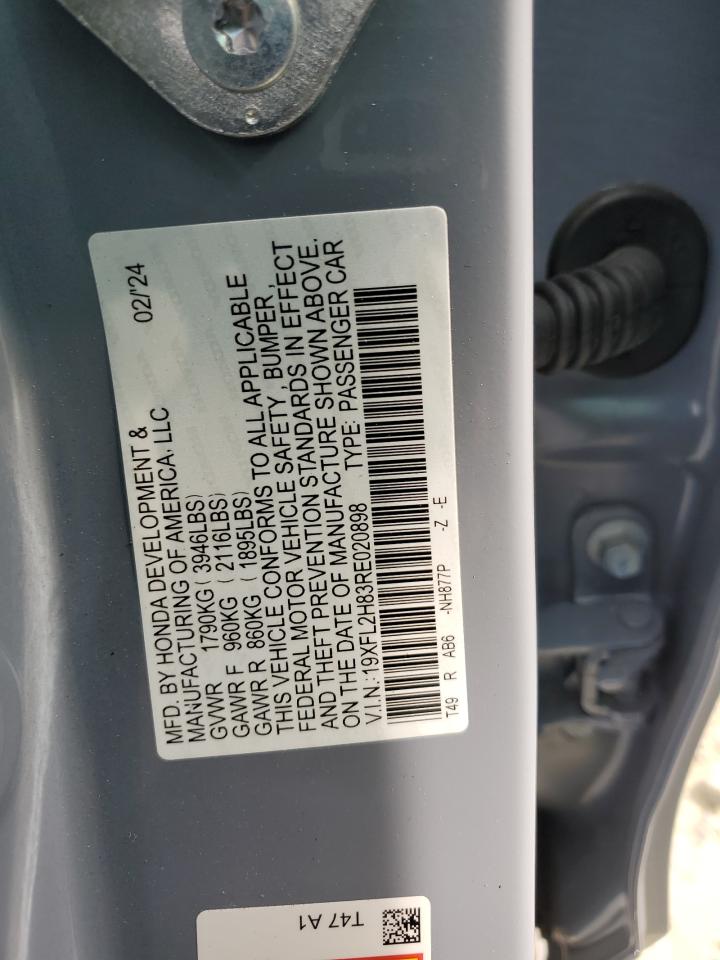 MFD. BY HONDA DEVELOPMENT & 02/'24
MANUFACTURING OF AMERICA, LLC
GVWR 1790KG (3946LBS)
GAWR F 960KG (2116LBS)
GAWR R 860KG (1895LBS)
THIS VEHICLE CONFORMS TO ALL APPLICABLE
FEDERAL MOTOR VEHICLE SAFETY, BUMPER,
AND THEFT PREVENTION STANDARDS IN EFFECT
ON THE DATE OF MANUFACTURE SHOWN ABOVE.
V.I.N.:19XFL2H83RE020898 TYPE: PASSENGER CAR
T49 R AB6 -NH877P -Z -E
T47 A1